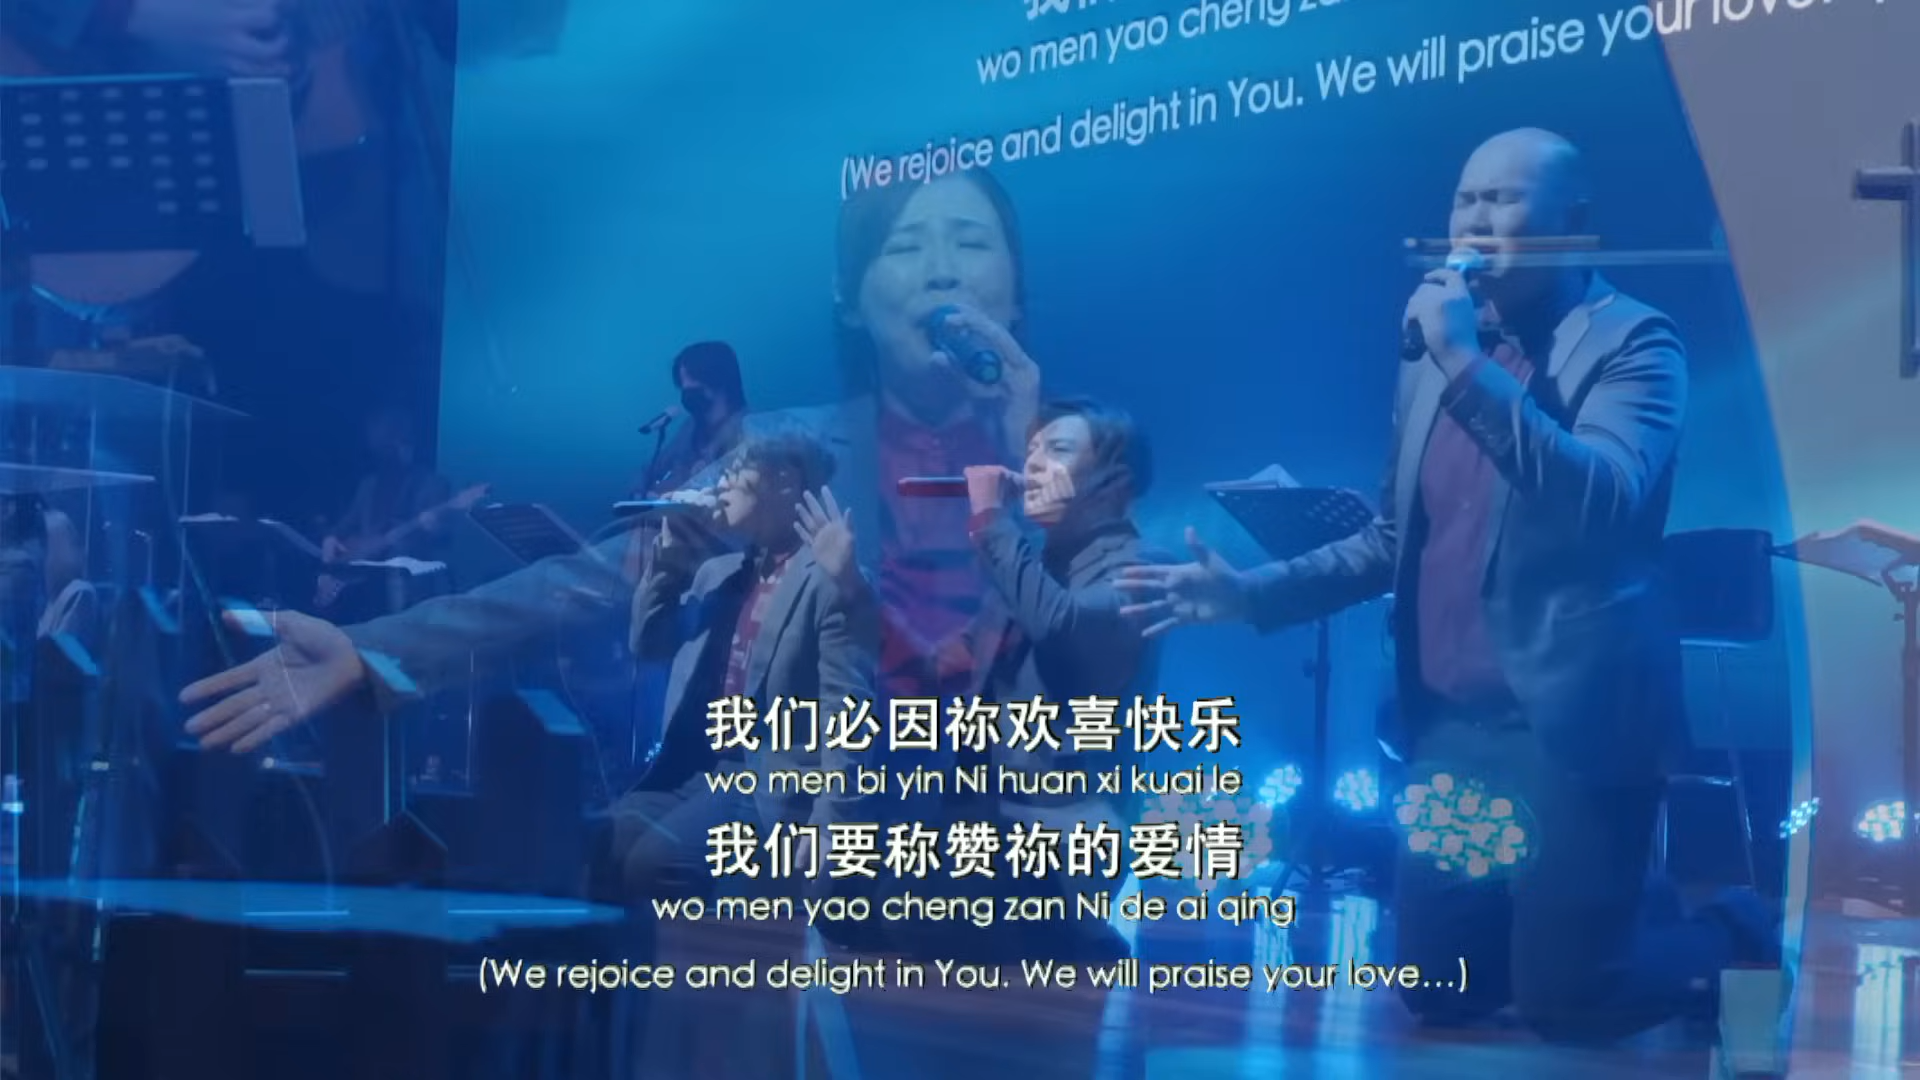 wo men yao cheng
(We rejoice and delight in You. We will praise your love...
我们必因祢欢喜快乐
wo men bi yin Ni huan xi kuai le
我们要称赞祢的爱情
wo men yao cheng zan Ni de ai qing
(We rejoice and delight in You. We will praise your love...)